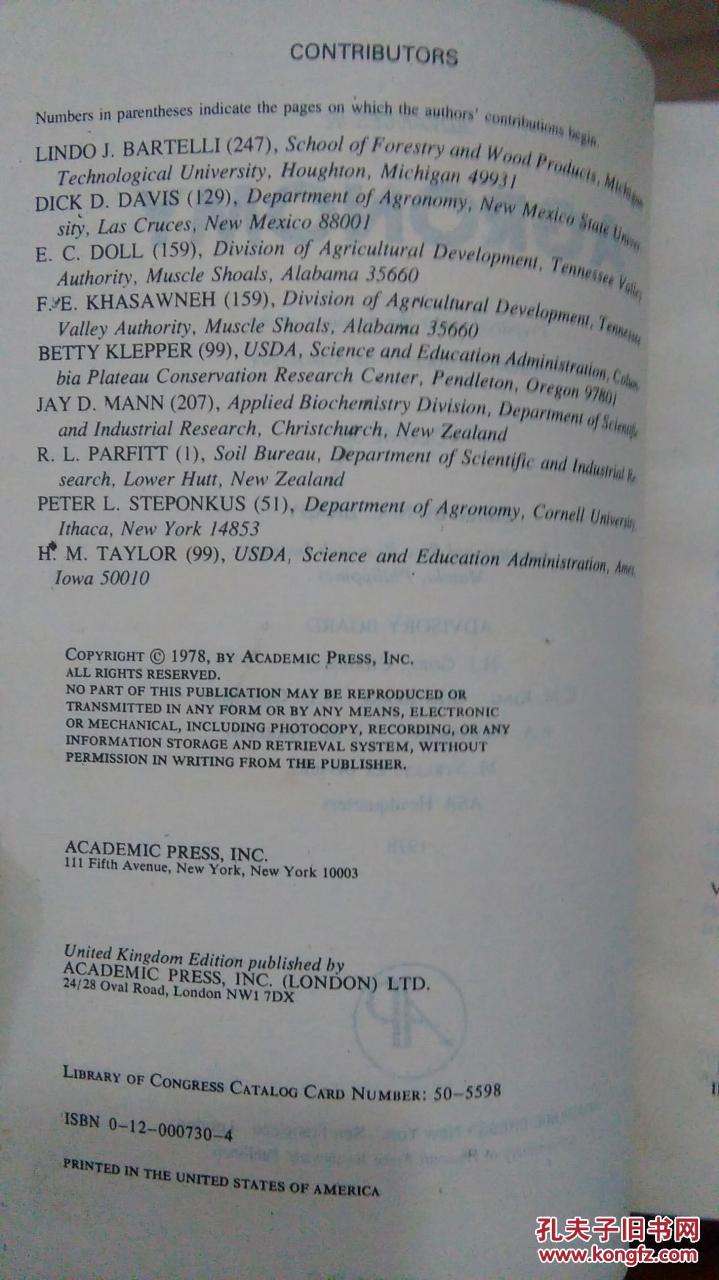 CONTRIBUTORS
Numbers in parentheses indicate the pages on which the authors' contributions begin.
LINDO J. BARTELLI (247), School of Forestry and Wood Products, Michigan
Technological University, Houghton, Michigan 49931
DICK D. DAVIS (129), Department of Agronomy, New Mexico State Univer-
sity, Las Cruces, New Mexico 88001
E. C. DOLL (159), Division of Agricultural Development, Tennessee Valley
Authority, Muscle Shoals, Alabama 35660
F. E. KHASAWNEH (159), Division of Agricultural Development, Tennessee
Valley Authority, Muscle Shoals, Alabama 35660
BETTY KLEPPER (99), USDA, Science and Education Administration, Colum-
bia Plateau Conservation Research Center, Pendleton, Oregon 97801
JAY D. MANN (207), Applied Biochemistry Division, Department of Scientific
and Industrial Research, Christchurch, New Zealand
R. L. PARFITT (1), Soil Bureau, Department of Scientific and Industrial Re-
search, Lower Hutt, New Zealand
PETER L. STEPONKUS (51), Department of Agronomy, Cornell University,
Ithaca, New York 14853
H. M. TAYLOR (99), USDA, Science and Education Administration, Ames,
Iowa 50010
COPYRIGHT © 1978, BY ACADEMIC PRESS, INC.
ALL RIGHTS RESERVED.
NO PART OF THIS PUBLICATION MAY BE REPRODUCED OR
TRANSMITTED IN ANY FORM OR BY ANY MEANS, ELECTRONIC
OR MECHANICAL, INCLUDING PHOTOCOPY, RECORDING, OR ANY
INFORMATION STORAGE AND RETRIEVAL SYSTEM, WITHOUT
PERMISSION IN WRITING FROM THE PUBLISHER.
ACADEMIC PRESS, INC.
111 Fifth Avenue, New York, New York 10003
United Kingdom Edition published by
ACADEMIC PRESS, INC. (LONDON) LTD.
24/28 Oval Road, London NW1 7DX
LIBRARY OF CONGRESS CATALOG CARD NUMBER: 50-5598
ISBN 0-12-000730-4
PRINTED IN THE UNITED STATES OF AMERICA
孔夫子旧书网
www.kongfz.com